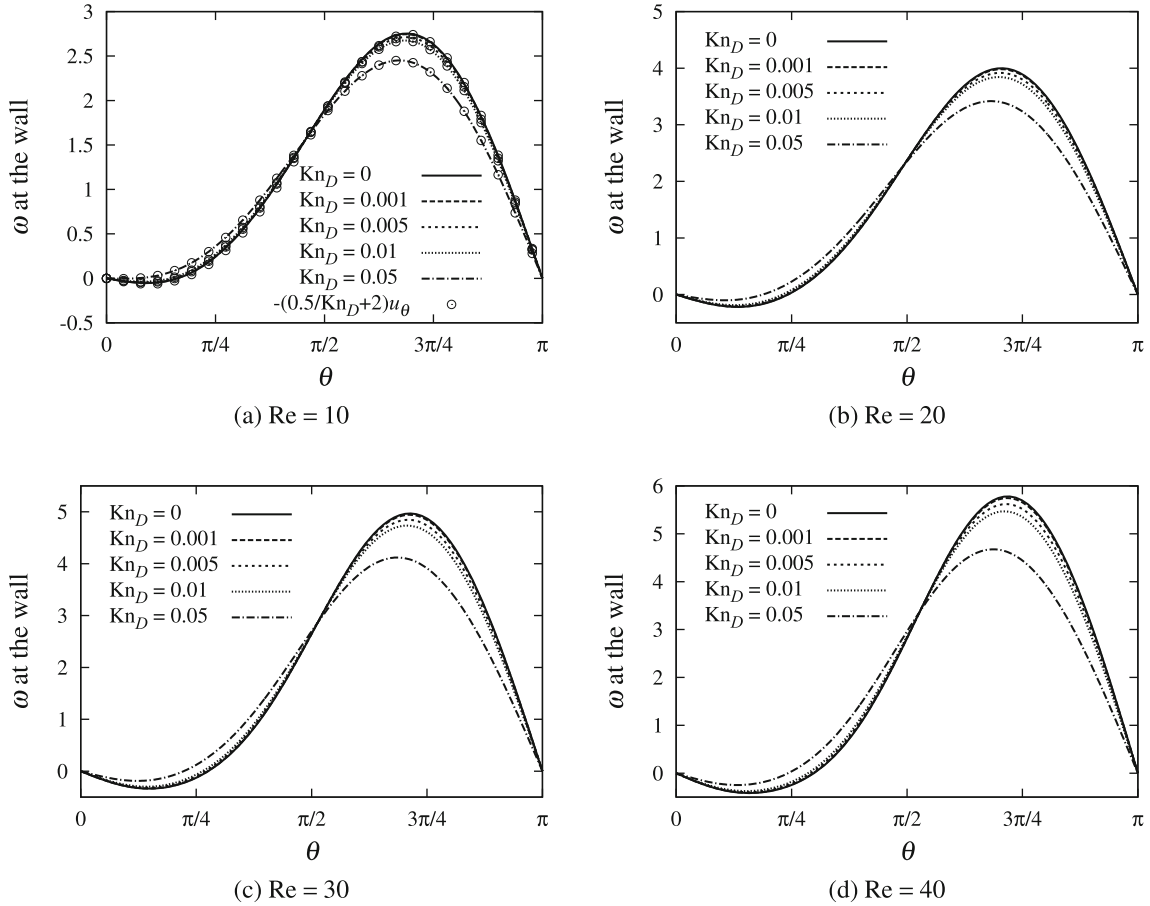 3
2.5
2
1.5
1
0.5
0
-0.5
ω at the wall
Kn_D = 0
Kn_D = 0.001
Kn_D = 0.005
Kn_D = 0.01
Kn_D = 0.05
-(0.5/Kn_D+2)u_θ
0 π/4 π/2 3π/4 π
θ
(a) Re = 10
5
4
3
2
1
0
ω at the wall
Kn_D = 0
Kn_D = 0.001
Kn_D = 0.005
Kn_D = 0.01
Kn_D = 0.05
0 π/4 π/2 3π/4 π
θ
(b) Re = 20
5
4
3
2
1
0
ω at the wall
Kn_D = 0
Kn_D = 0.001
Kn_D = 0.005
Kn_D = 0.01
Kn_D = 0.05
0 π/4 π/2 3π/4 π
θ
(c) Re = 30
6
5
4
3
2
1
0
ω at the wall
Kn_D = 0
Kn_D = 0.001
Kn_D = 0.005
Kn_D = 0.01
Kn_D = 0.05
0 π/4 π/2 3π/4 π
θ
(d) Re = 40